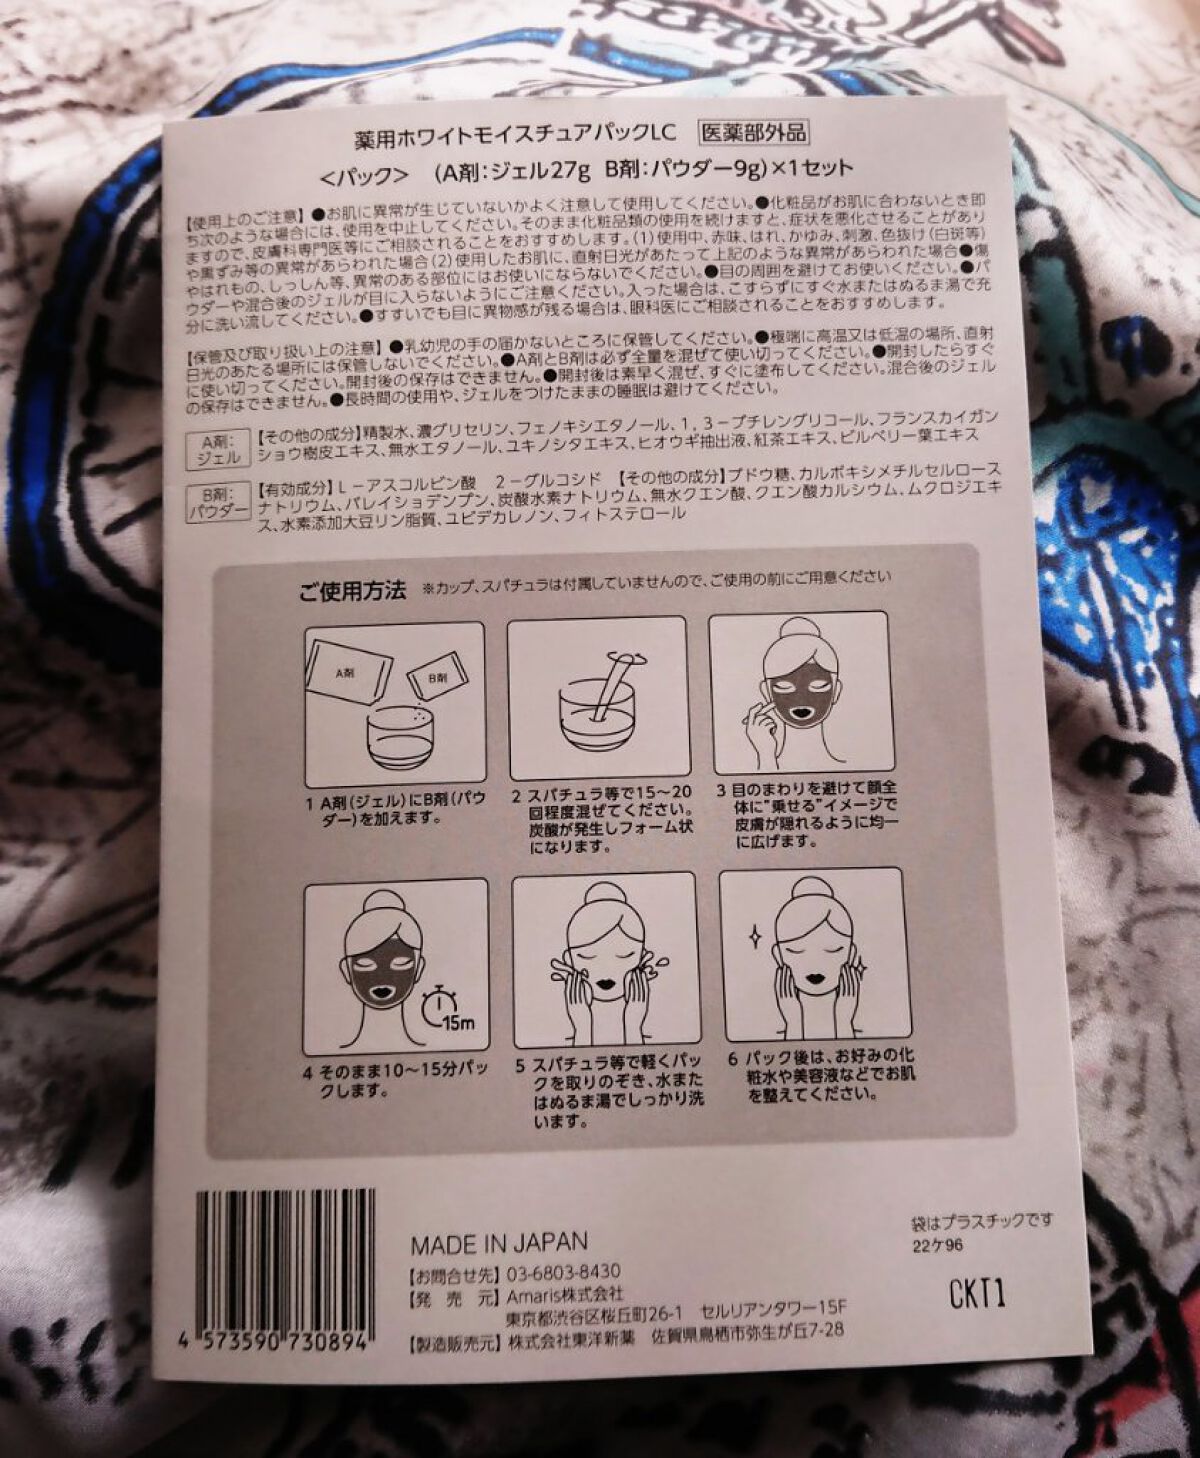 薬用ホワイトモイスチュアパックLC 医薬部外品
＜パック＞ (A剤:ジェル27g B剤:パウダー9g)×1セット
【使用上のご注意】●お肌に異常が生じていないかよく注意して使用してください。●化粧品がお肌に合わないとき即
ち次のような場合には、使用を中止してください。そのまま化粧品類の使用を続けますと、症状を悪化させることがあり
ますので、皮膚科専門医等にご相談されることをおすすめします。(1)使用中、赤味、はれ、かゆみ、刺激、色抜け(白斑等)
や黒ずみ等の異常があらわれた場合(2)使用したお肌に、直射日光があたって上記のような異常があらわれた場合●傷
やはれもの、しっしん等、異常のある部位にはお使いにならないでください。●目の周囲を避けてお使いください。●パ
ウダーや混合後のジェルが目に入らないようにご注意ください。入った場合は、こすらずにすぐ水またはぬるま湯で充
分に洗い流してください。●すすいでも目に異物感が残る場合は、眼科医にご相談されることをおすすめします。
【保管及び取り扱い上の注意】●乳幼児の手の届かないところに保管してください。●極端に高温又は低温の場所、直射
日光のあたる場所には保管しないでください。●A剤とB剤は必ず全量を混ぜて使い切ってください。●開封したらすぐ
に使い切ってください。開封後の保存はできません。●開封後は素早く混ぜ、すぐに塗布してください。混合後のジェル
の保存はできません。●長時間の使用や、ジェルをつけたままの睡眠は避けてください。
A剤:
ジェル
【その他の成分】精製水、濃グリセリン、フェノキシエタノール、1,3－ブチレングリコール、フランスカイガン
ショウ樹皮エキス、無水エタノール、ユキノシタエキス、ヒオウギ抽出液、紅茶エキス、ビルベリー葉エキス
B剤:
パウダー
【有効成分】L－アスコルビン酸 2－グルコシド 【その他の成分】ブドウ糖、カルボキシメチルセルロース
ナトリウム、バレイショデンプン、炭酸水素ナトリウム、無水クエン酸、クエン酸カルシウム、ムクロジエキ
ス、水素添加大豆リン脂質、ユビデカレノン、フィトステロール
ご使用方法 ※カップ、スパチュラは付属していませんので、ご使用の前にご用意ください
A剤
B剤
1 A剤(ジェル)にB剤(パウ
ダー)を加えます。
2 スパチュラ等で15〜20
回程度混ぜてください。
炭酸が発生しフォーム状
になります。
3 目のまわりを避けて顔全
体に"乗せる"イメージで
皮膚が隠れるように均一
に広げます。
15m
4 そのまま10〜15分パッ
クします。
5 スパチュラ等で軽くパッ
クを取りのぞき、水また
はぬるま湯でしっかり洗
います。
6 パック後は、お好みの化
粧水や美容液などでお肌
を整えてください。
4 573590 730894
MADE IN JAPAN
【お問合せ先】03-6803-8430
【発 売 元】Amaris株式会社
東京都渋谷区桜丘町26-1 セルリアンタワー15F
【製造販売元】株式会社東洋新薬 佐賀県鳥栖市弥生が丘7-28
袋はプラスチックです
22ケ96
CKT1